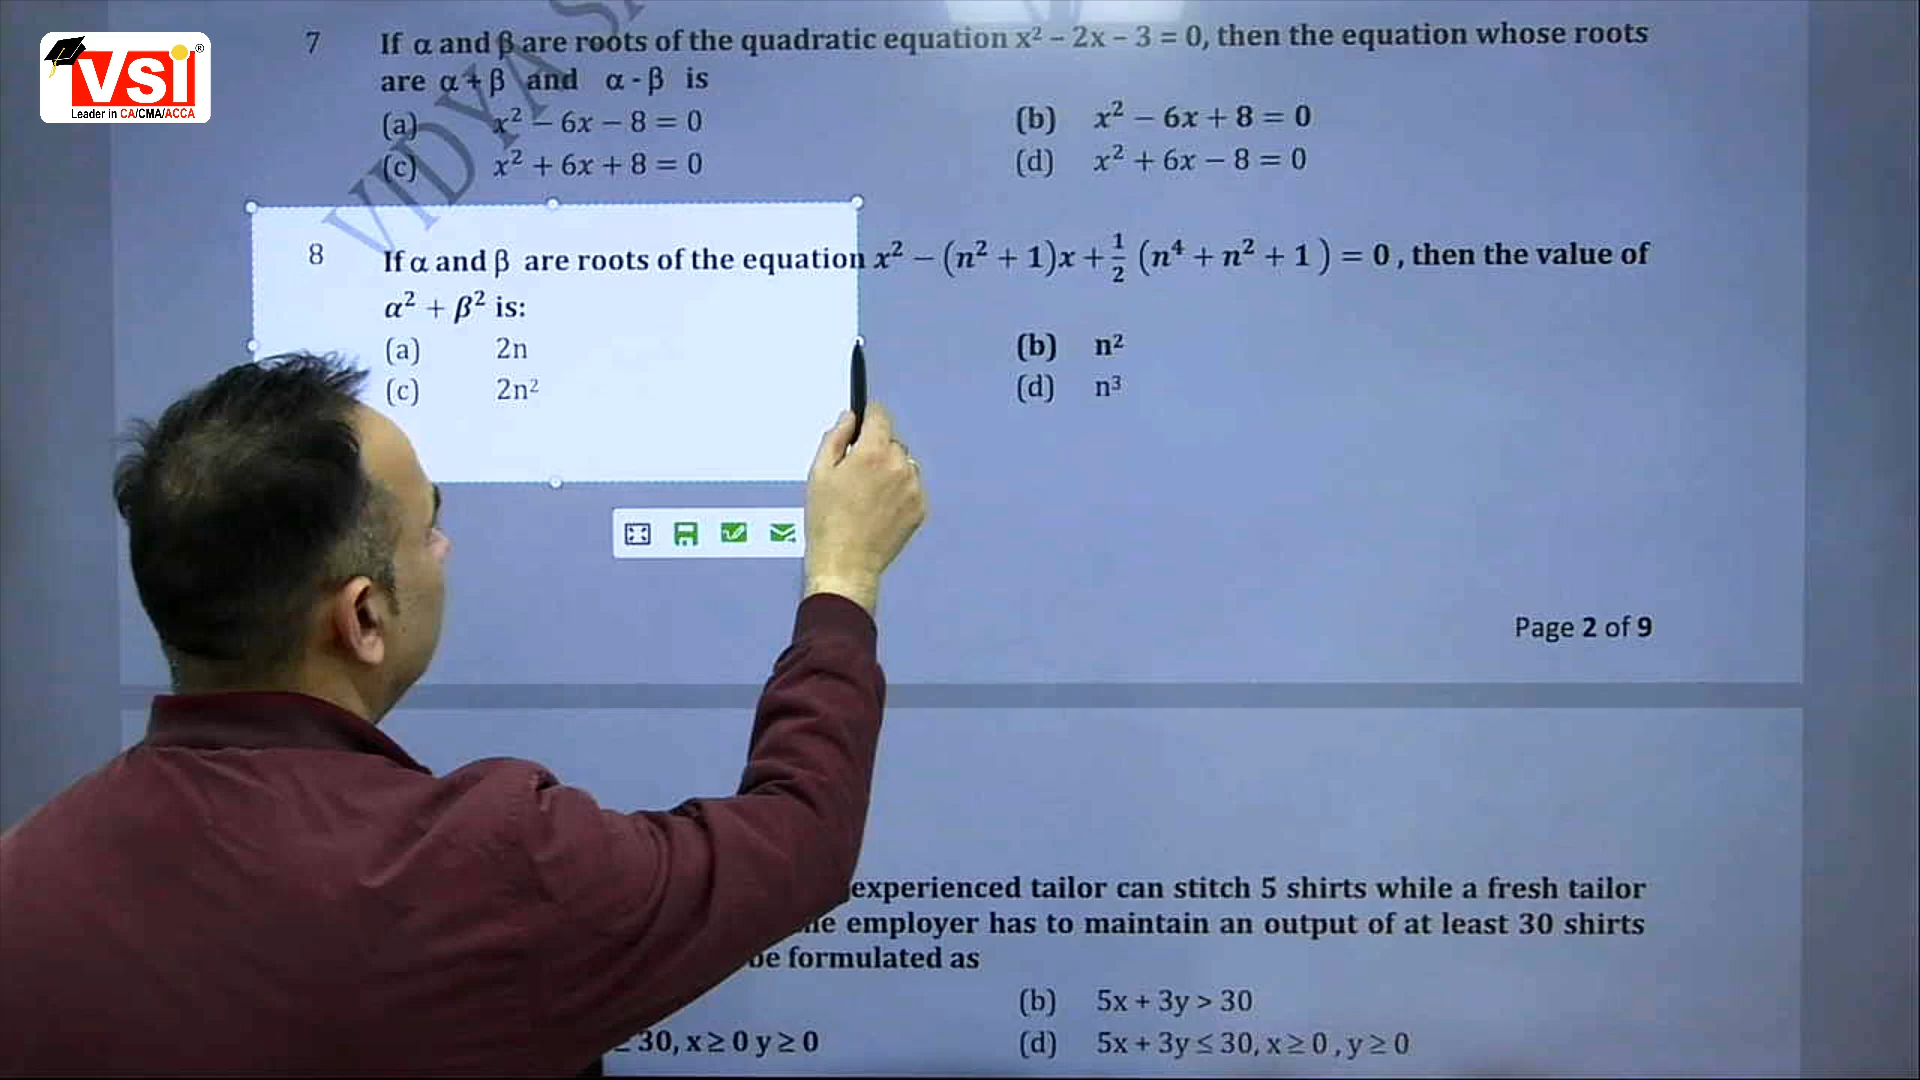 VSI®
Leader in CA/CMA/ACCA
7 If α and β are roots of the quadratic equation x² − 2x − 3 = 0, then the equation whose roots
are α + β and α - β is
(a) x² − 6x − 8 = 0 (b) x² − 6x + 8 = 0
(c) x² + 6x + 8 = 0 (d) x² + 6x − 8 = 0
8 If α and β are roots of the equation x² − (n² + 1)x + ½ (n⁴ + n² + 1) = 0, then the value of
α² + β² is:
(a) 2n (b) n²
(c) 2n² (d) n³
Page 2 of 9
experienced tailor can stitch 5 shirts while a fresh tailor
employer has to maintain an output of at least 30 shirts
be formulated as
(b) 5x + 3y > 30
30, x ≥ 0 y ≥ 0 (d) 5x + 3y ≤ 30, x ≥ 0 , y ≥ 0